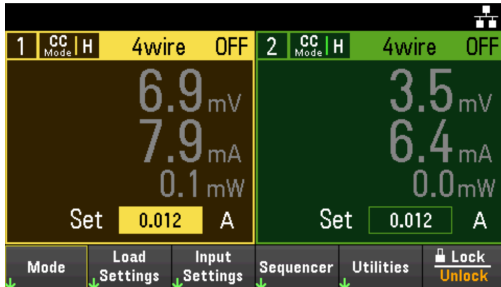 1 CC Mode H 4wire OFF
6.9 mV
7.9 mA
0.1 mW
Set 0.012 A
2 CC Mode H 4wire OFF
3.5 mV
6.4 mA
0.0 mW
Set 0.012 A
Mode
Load
Settings
Input
Settings
Sequencer
Utilities
Lock
Unlock